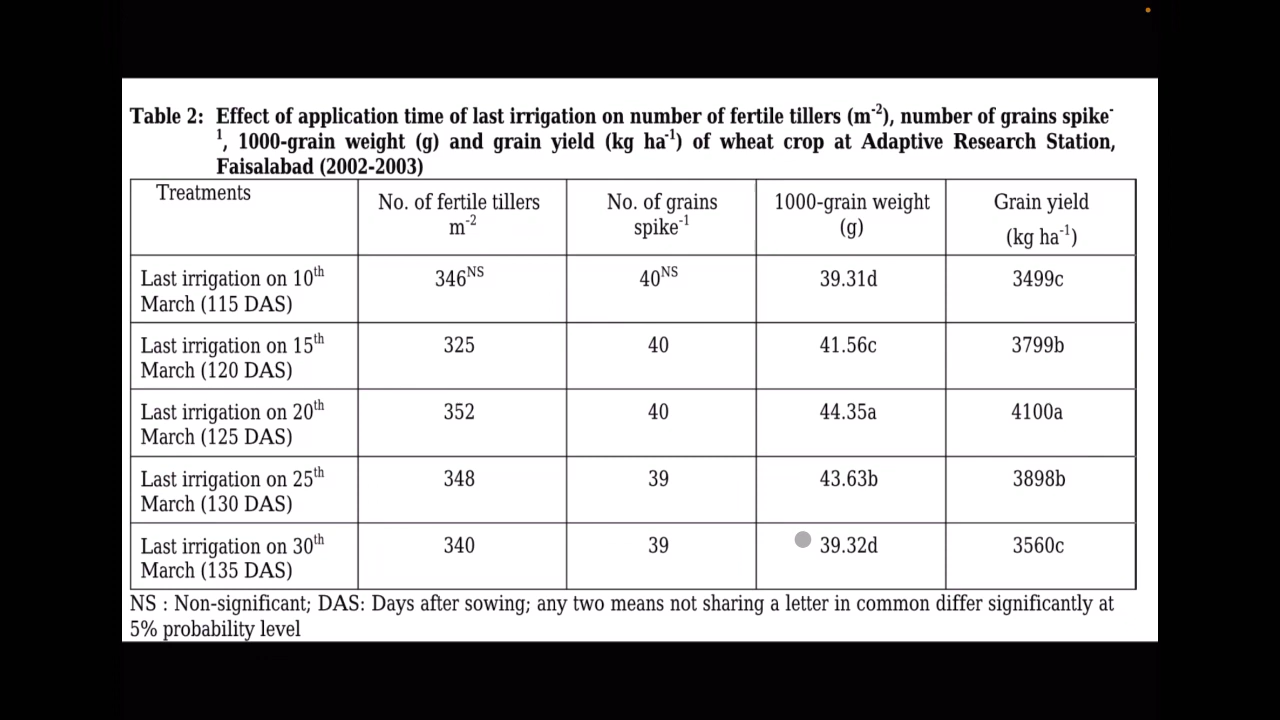 Table 2: Effect of application time of last irrigation on number of fertile tillers (m⁻²), number of grains spike⁻
¹, 1000-grain weight (g) and grain yield (kg ha⁻¹) of wheat crop at Adaptive Research Station,
Faisalabad (2002-2003)
Treatments
No. of fertile tillers
m⁻²
No. of grains
spike⁻¹
1000-grain weight
(g)
Grain yield
(kg ha⁻¹)
Last irrigation on 10ᵗʰ
March (115 DAS)
346ᴺˢ
40ᴺˢ
39.31d
3499c
Last irrigation on 15ᵗʰ
March (120 DAS)
325
40
41.56c
3799b
Last irrigation on 20ᵗʰ
March (125 DAS)
352
40
44.35a
4100a
Last irrigation on 25ᵗʰ
March (130 DAS)
348
39
43.63b
3898b
Last irrigation on 30ᵗʰ
March (135 DAS)
340
39
39.32d
3560c
NS : Non-significant; DAS: Days after sowing; any two means not sharing a letter in common differ significantly at
5% probability level